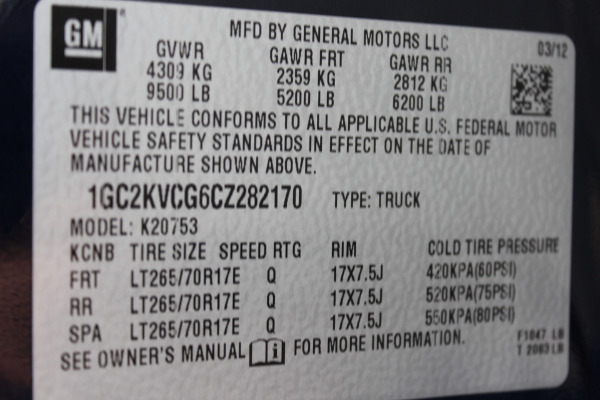 GM
MFD BY GENERAL MOTORS LLC
03/12
GVWR GAWR FRT GAWR RR
4309 KG 2359 KG 2812 KG
9500 LB 5200 LB 6200 LB
THIS VEHICLE CONFORMS TO ALL APPLICABLE U.S. FEDERAL MOTOR
VEHICLE SAFETY STANDARDS IN EFFECT ON THE DATE OF
MANUFACTURE SHOWN ABOVE.
1GC2KVCG6CZ282170 TYPE: TRUCK
MODEL: K20753
KCNB TIRE SIZE SPEED RTG RIM COLD TIRE PRESSURE
FRT LT265/70R17E Q 17X7.5J 420KPA(60PSI)
RR LT265/70R17E Q 17X7.5J 520KPA(75PSI)
SPA LT265/70R17E Q 17X7.5J 550KPA(80PSI)
SEE OWNER'S MANUAL i FOR MORE INFORMATION.
F1847 LB
T 2083 LB